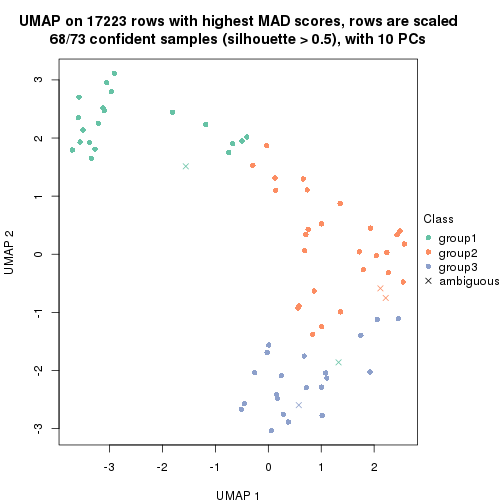 UMAP on 17223 rows with highest MAD scores, rows are scaled
68/73 confident samples (silhouette > 0.5), with 10 PCs
3
2
1
0
-1
-2
-3
UMAP 2
-3
-2
-1
0
1
2
UMAP 1
Class
group1
group2
group3
ambiguous